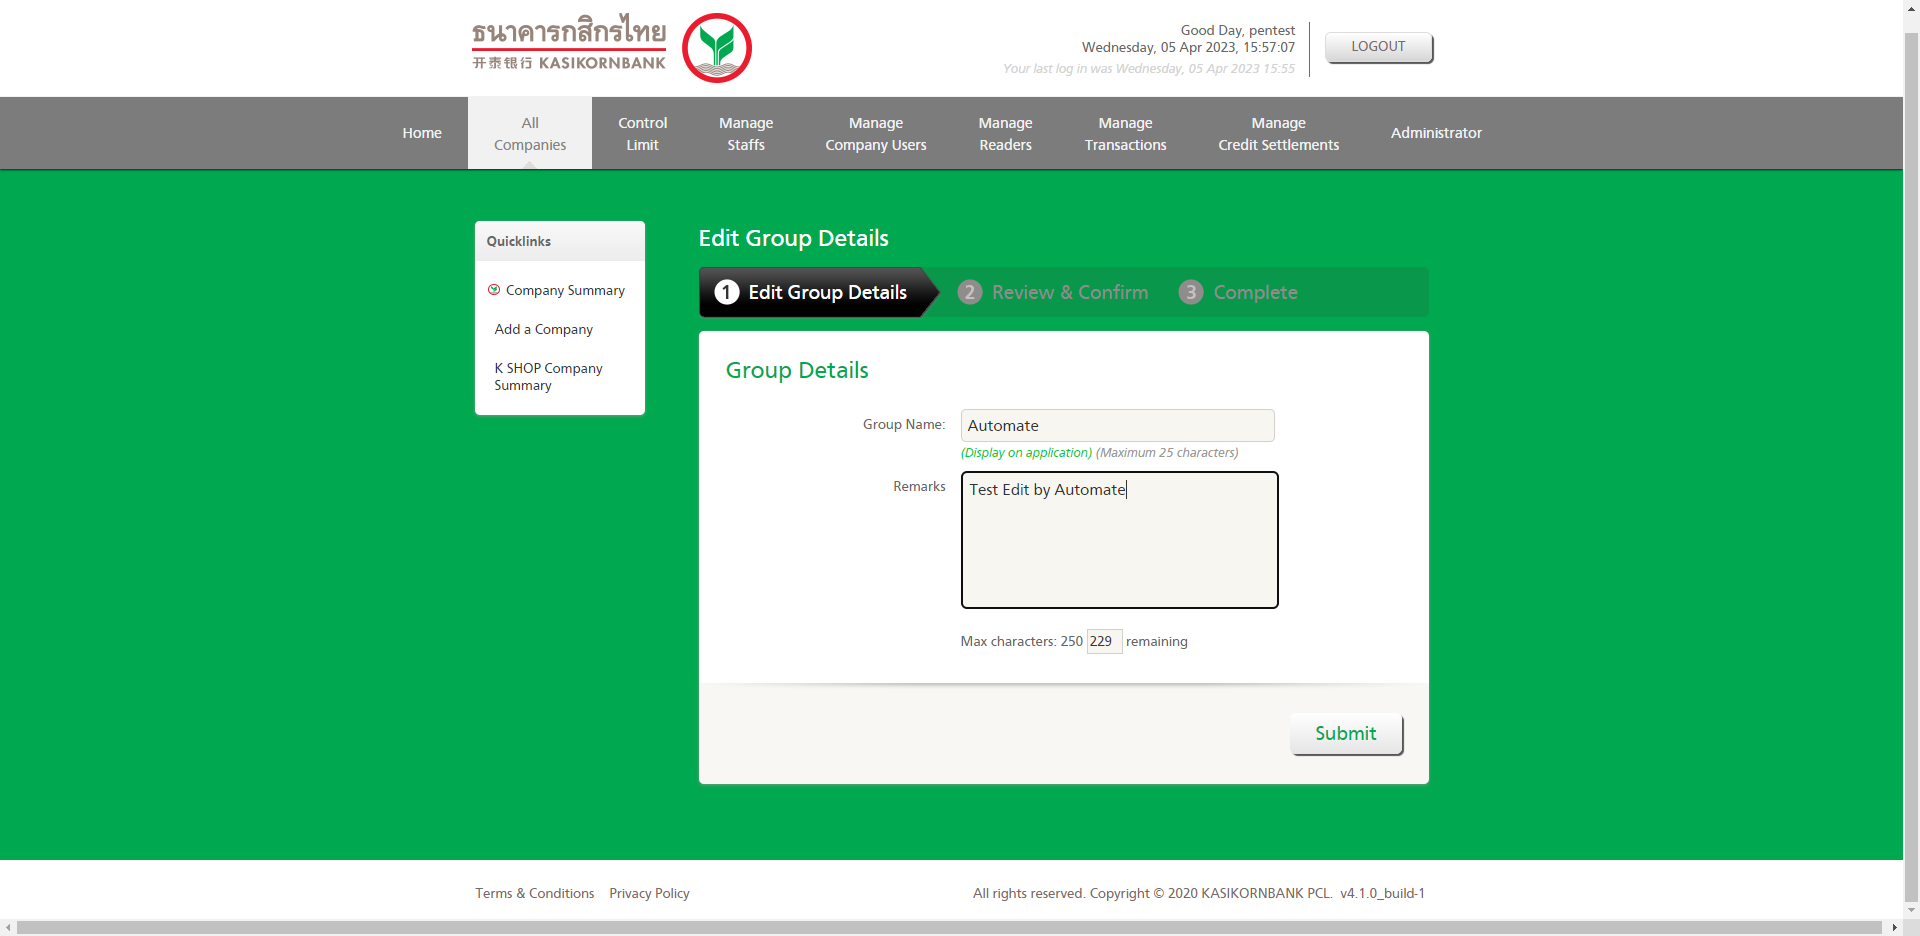 ธนาคารกสิกรไทย
开泰银行 KASIKORNBANK
Good Day, pentest
Wednesday, 05 Apr 2023, 15:57:07
Your last log in was Wednesday, 05 Apr 2023 15:55
LOGOUT
Home
All
Companies
Control
Limit
Manage
Staffs
Manage
Company Users
Manage
Readers
Manage
Transactions
Manage
Credit Settlements
Administrator
Quicklinks
Company Summary
Add a Company
K SHOP Company
Summary
Edit Group Details
1 Edit Group Details
2 Review & Confirm
3 Complete
Group Details
Group Name: Automate
(Display on application) (Maximum 25 characters)
Remarks Test Edit by Automate
Max characters: 250 229 remaining
Submit
Terms & Conditions Privacy Policy
All rights reserved. Copyright © 2020 KASIKORNBANK PCL. v4.1.0_build-1